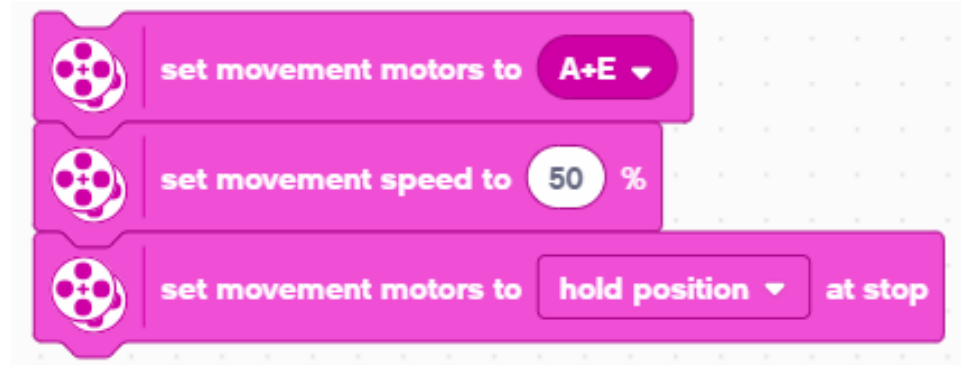 set movement motors to A+E
set movement speed to 50 %
set movement motors to hold position at stop